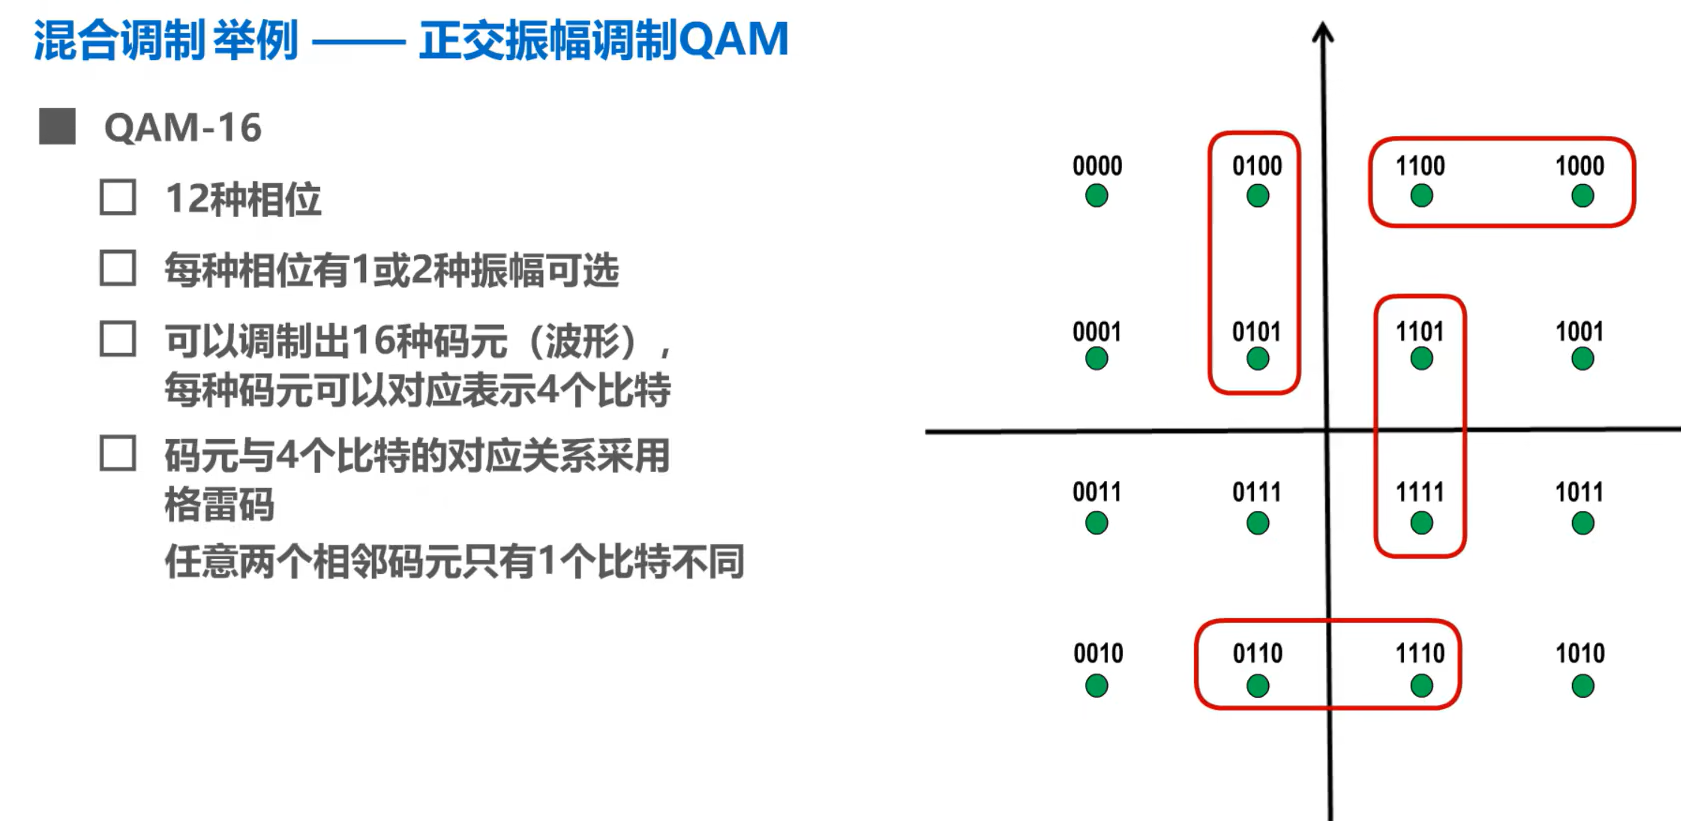 混合调制 举例 —— 正交振幅调制QAM
QAM-16
12种相位
每种相位有1或2种振幅可选
可以调制出16种码元（波形），
每种码元可以对应表示4个比特
码元与4个比特的对应关系采用
格雷码
任意两个相邻码元只有1个比特不同
0000 0100 1100 1000
0001 0101 1101 1001
0011 0111 1111 1011
0010 0110 1110 1010